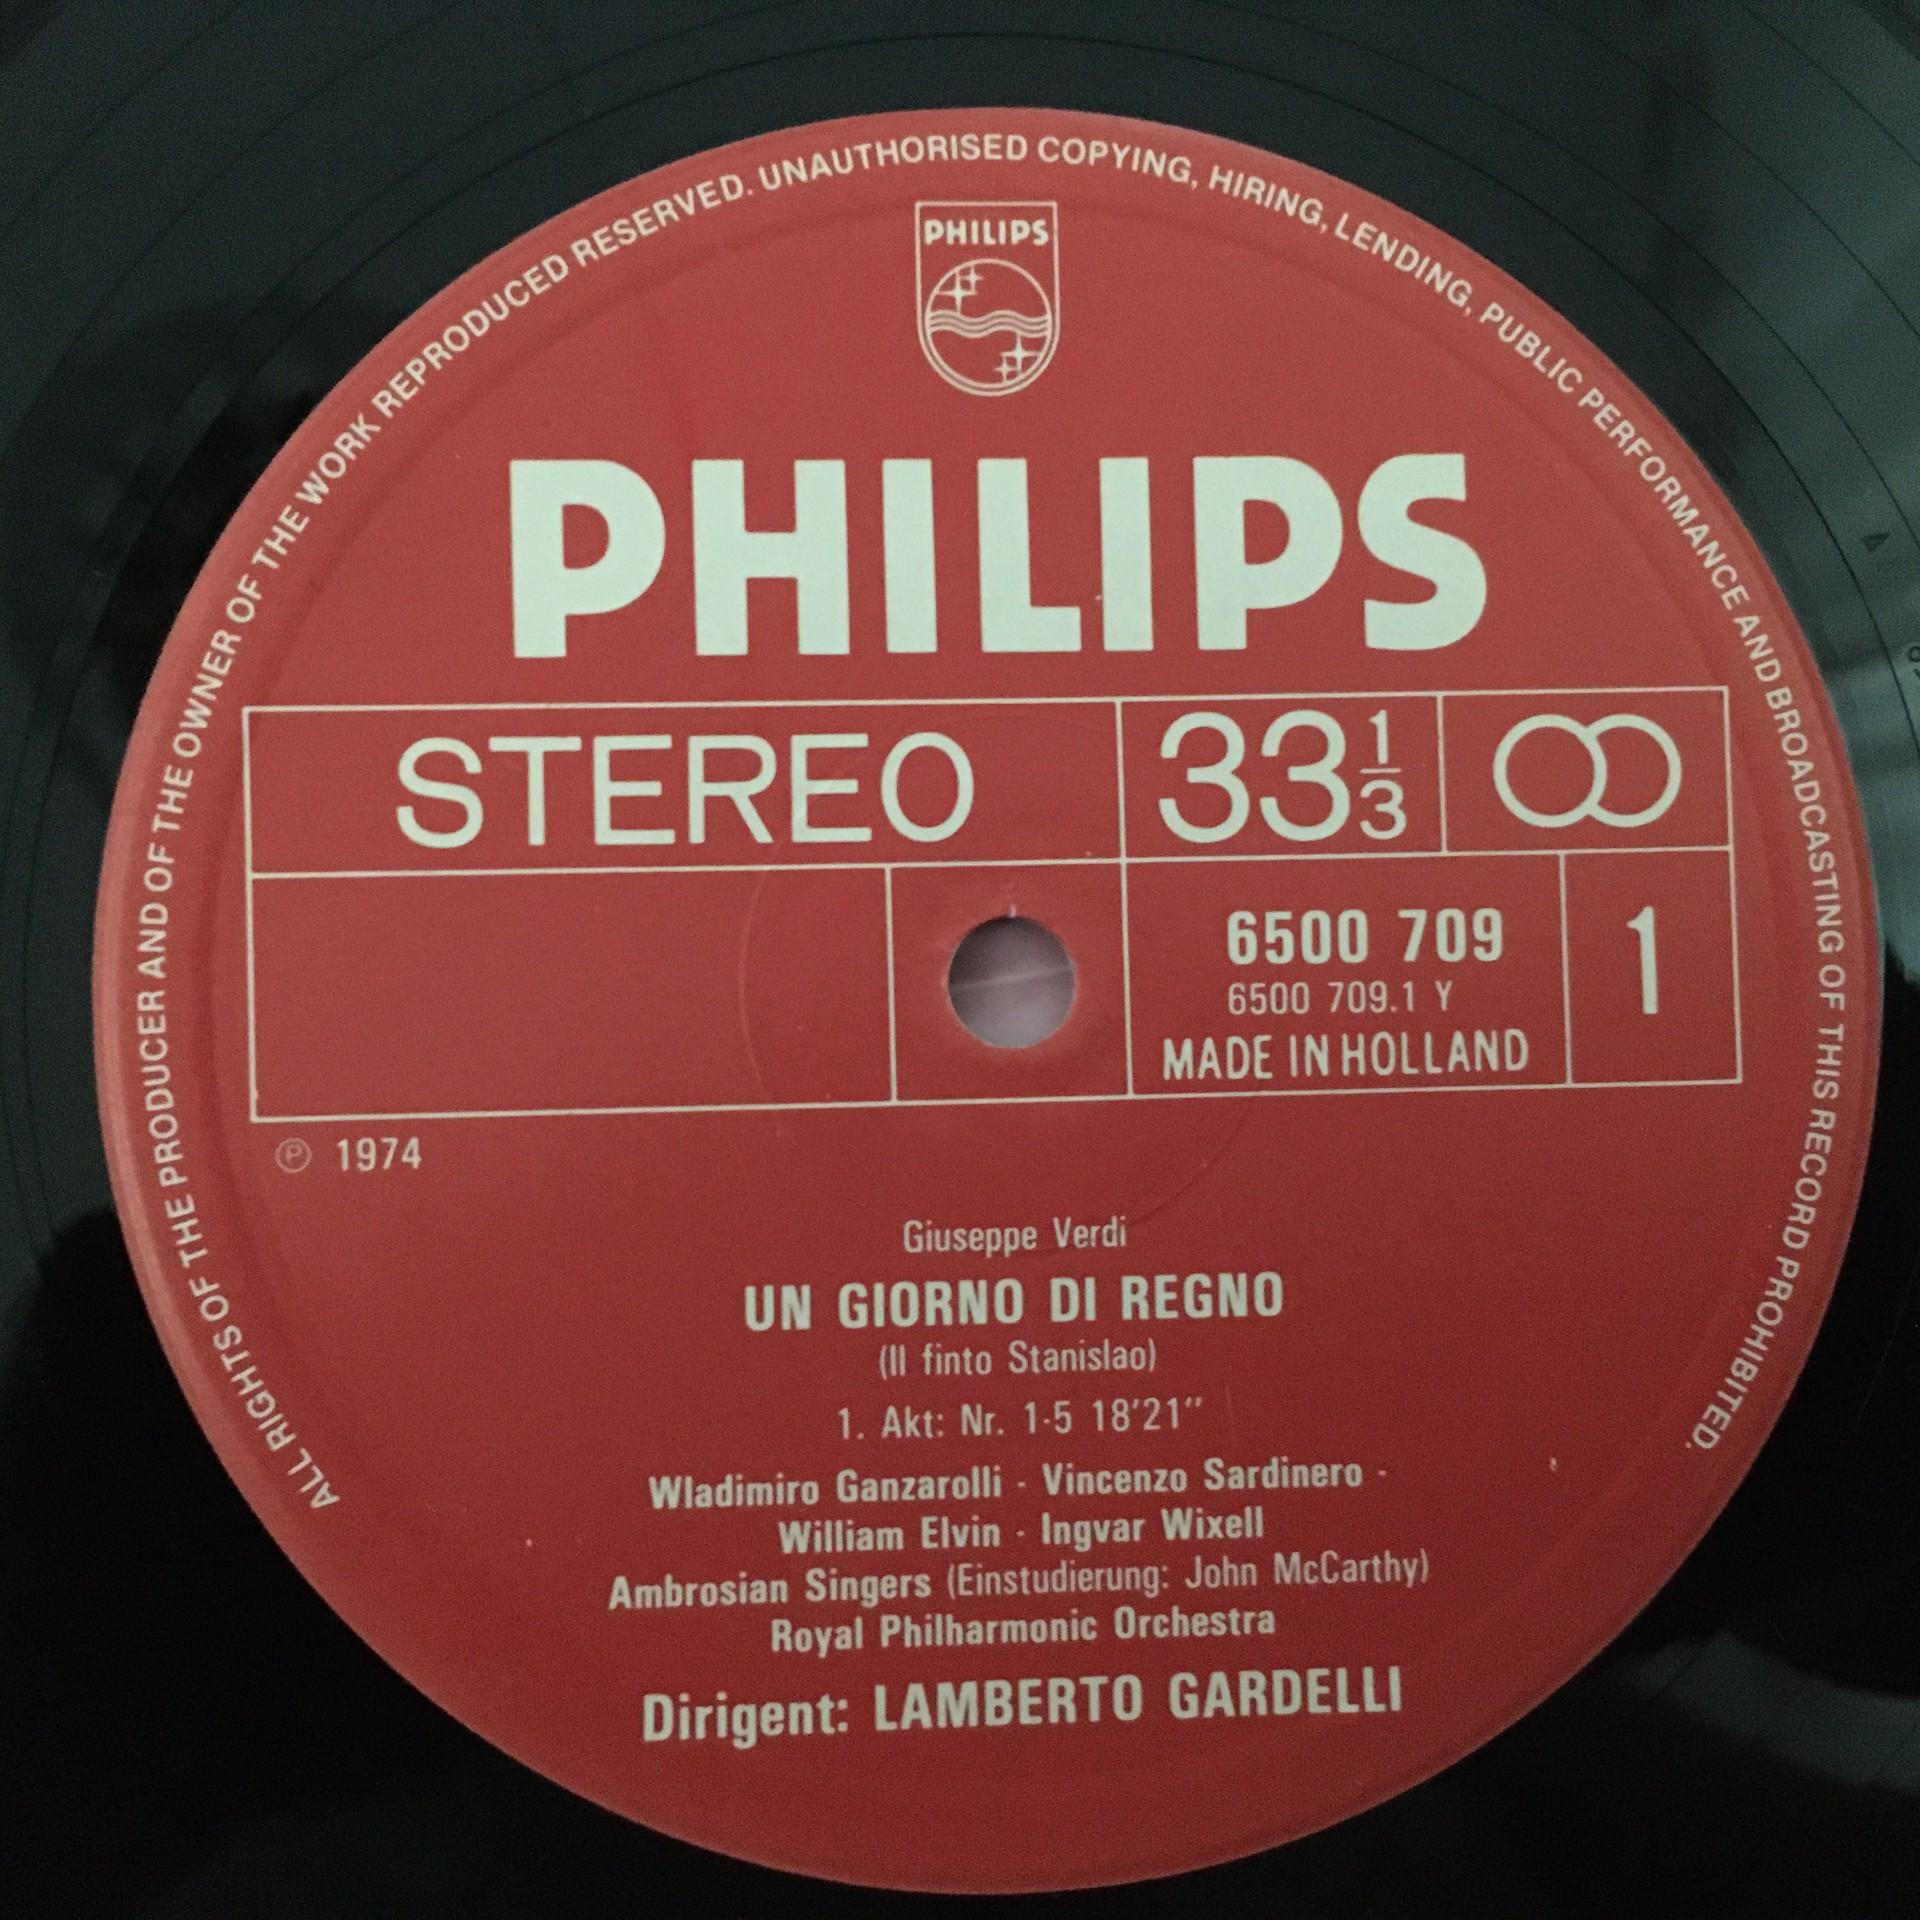 ALL RIGHTS OF THE PRODUCER AND OF THE OWNER OF THE WORK REPRODUCED RESERVED. UNAUTHORISED COPYING, HIRING, LENDING, PUBLIC PERFORMANCE AND BROADCASTING OF THIS RECORD PROHIBITED.
PHILIPS
PHILIPS
STEREO 33 1/3
6500 709 1
6500 709.1 Y
MADE IN HOLLAND
℗ 1974
Giuseppe Verdi
UN GIORNO DI REGNO
(Il finto Stanislao)
1. Akt: Nr. 1-5 18'21"
Wladimiro Ganzarolli - Vincenzo Sardinero -
William Elvin - Ingvar Wixell
Ambrosian Singers (Einstudierung: John McCarthy)
Royal Philharmonic Orchestra
Dirigent: LAMBERTO GARDELLI